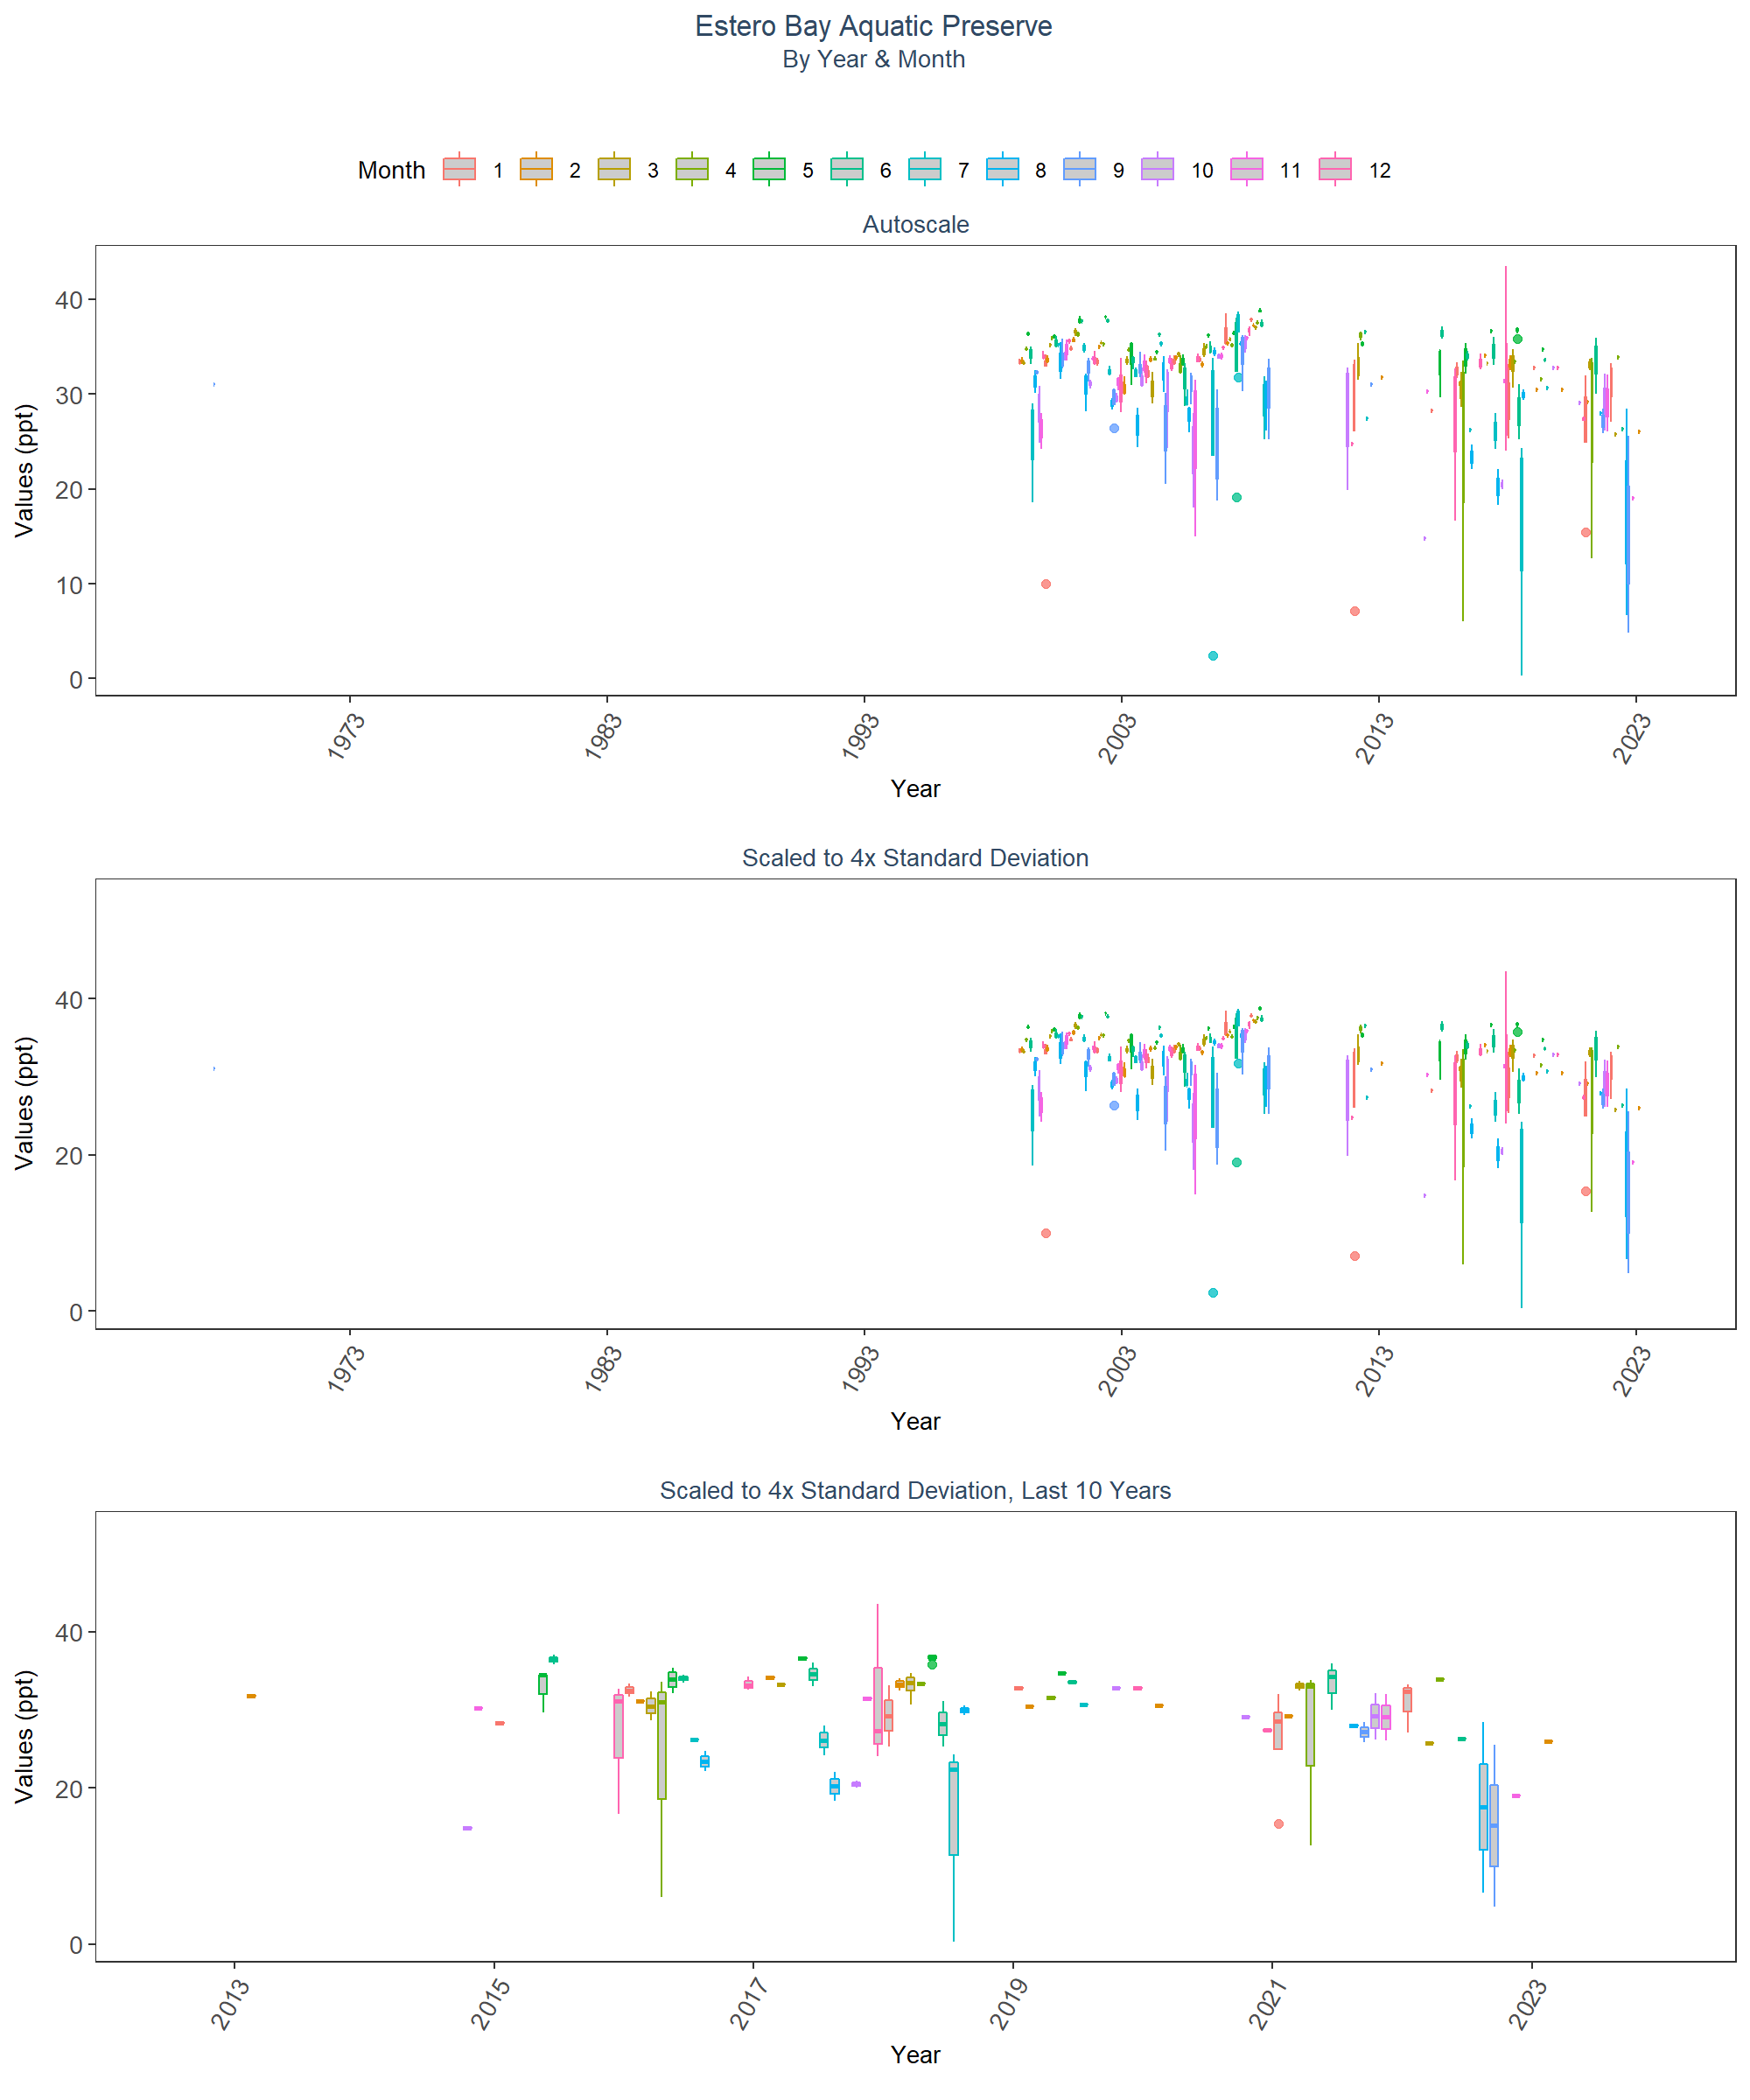 Estero Bay Aquatic Preserve
By Year & Month
Month 1 2 3 4 5 6 7 8 9 10 11 12
Autoscale
Values (ppt)
40
30
20
10
0
1973 1983 1993 2003 2013 2023
Year
Scaled to 4x Standard Deviation
Values (ppt)
40
20
0
1973 1983 1993 2003 2013 2023
Year
Scaled to 4x Standard Deviation, Last 10 Years
Values (ppt)
40
20
0
2013 2015 2017 2019 2021 2023
Year